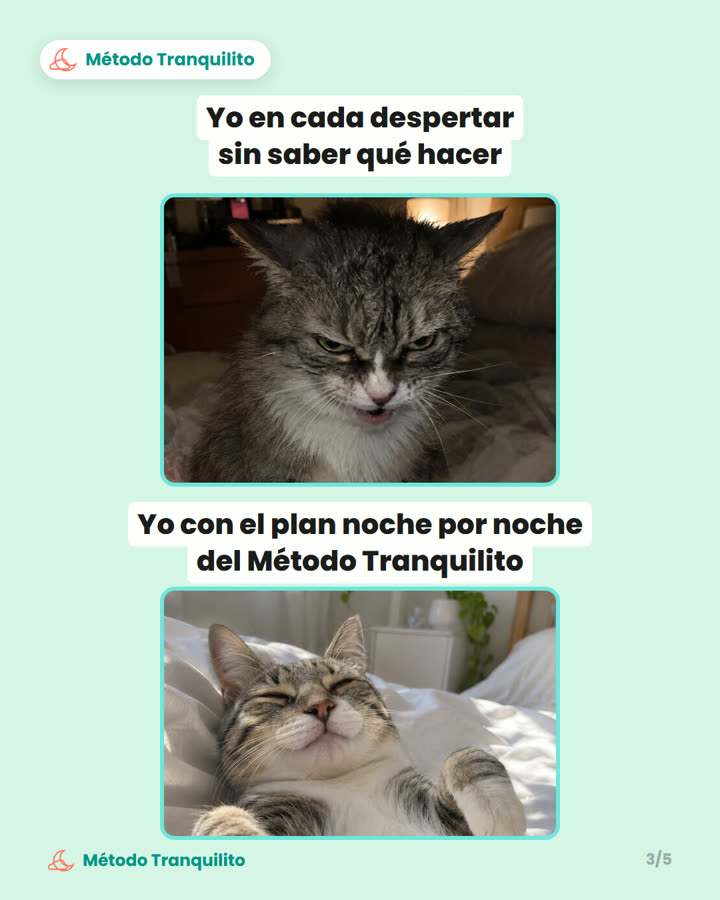 Método Tranquilito
Yo en cada despertar
sin saber qué hacer
Yo con el plan noche por noche
del Método Tranquilito
Método Tranquilito
3/5